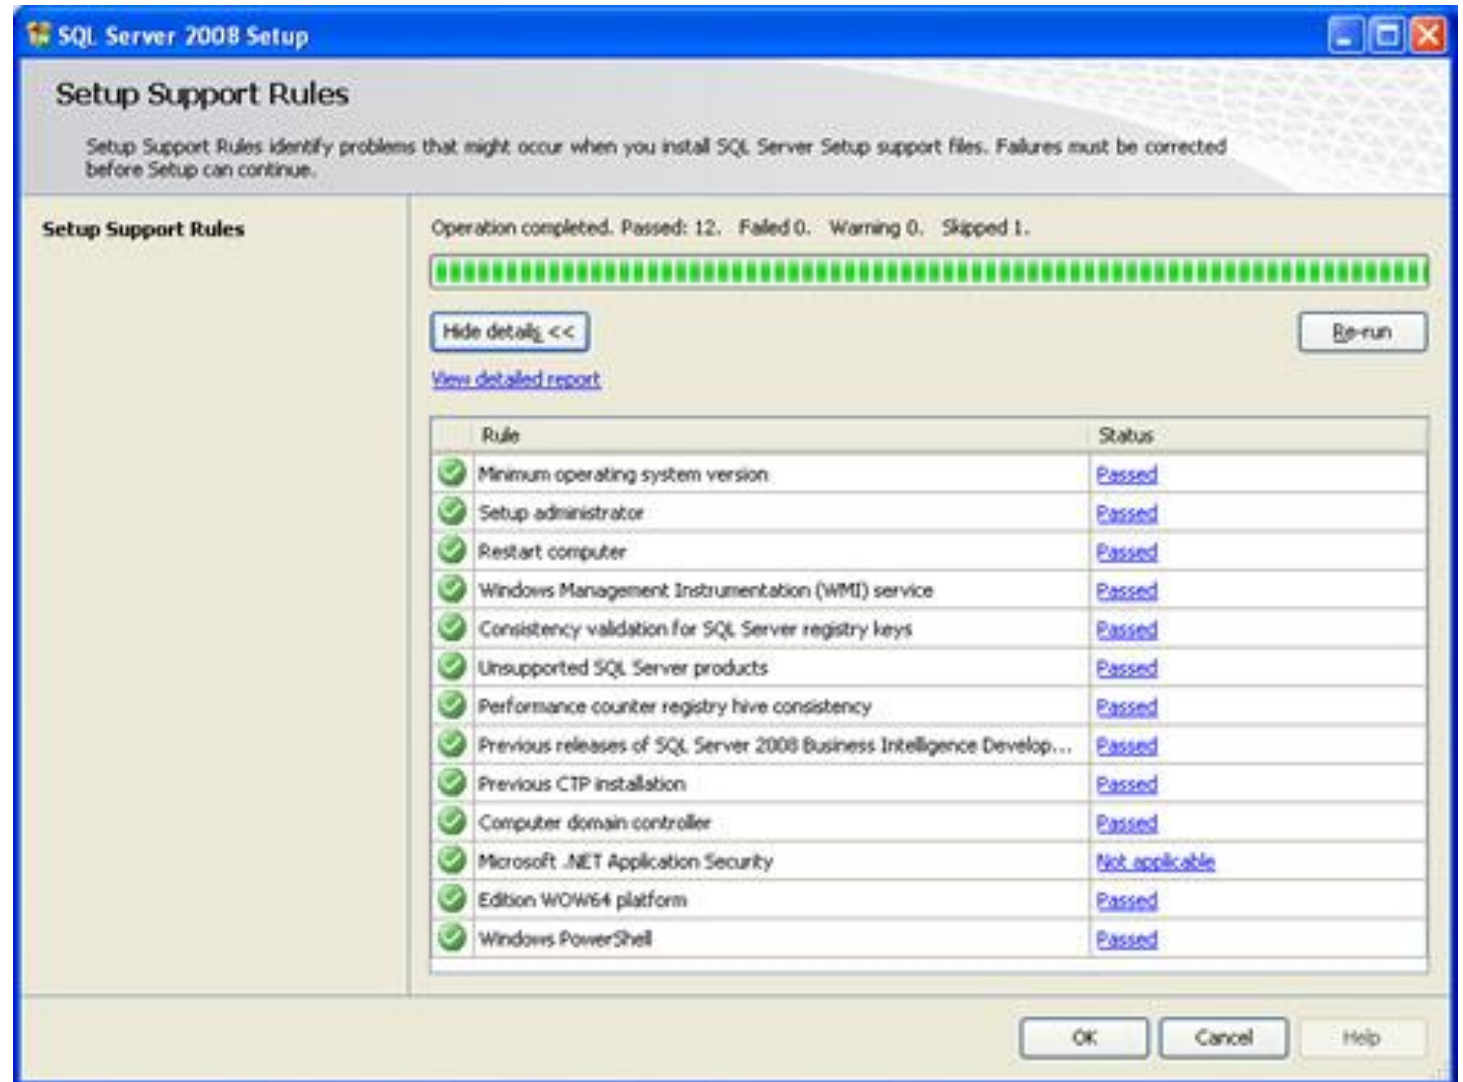 SQL Server 2008 Setup
Setup Support Rules
Setup Support Rules identify problems that might occur when you install SQL Server Setup support files. Failures must be corrected
before Setup can continue.
Setup Support Rules
Operation completed. Passed: 12.   Failed 0.   Warning 0.   Skipped 1.
Hide details <<
Re-run
View detailed report
Rule Status
Minimum operating system version Passed
Setup administrator Passed
Restart computer Passed
Windows Management Instrumentation (WMI) service Passed
Consistency validation for SQL Server registry keys Passed
Unsupported SQL Server products Passed
Performance counter registry hive consistency Passed
Previous releases of SQL Server 2008 Business Intelligence Develop... Passed
Previous CTP installation Passed
Computer domain controller Passed
Microsoft .NET Application Security Not applicable
Edition WOW64 platform Passed
Windows PowerShell Passed
OK Cancel Help